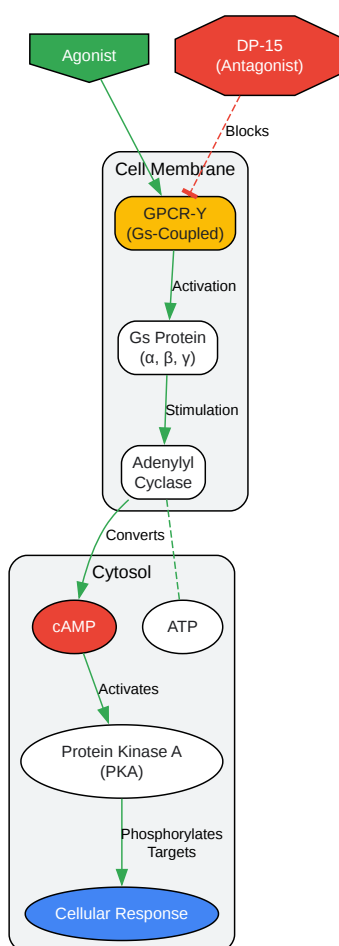 Agonist
DP-15
(Antagonist)
Blocks
Cell Membrane
GPCR-Y
(Gs-Coupled)
Activation
Gs Protein
(α, β, γ)
Stimulation
Adenylyl
Cyclase
Converts
Cytosol
cAMP
ATP
Activates
Protein Kinase A
(PKA)
Phosphorylates
Targets
Cellular Response